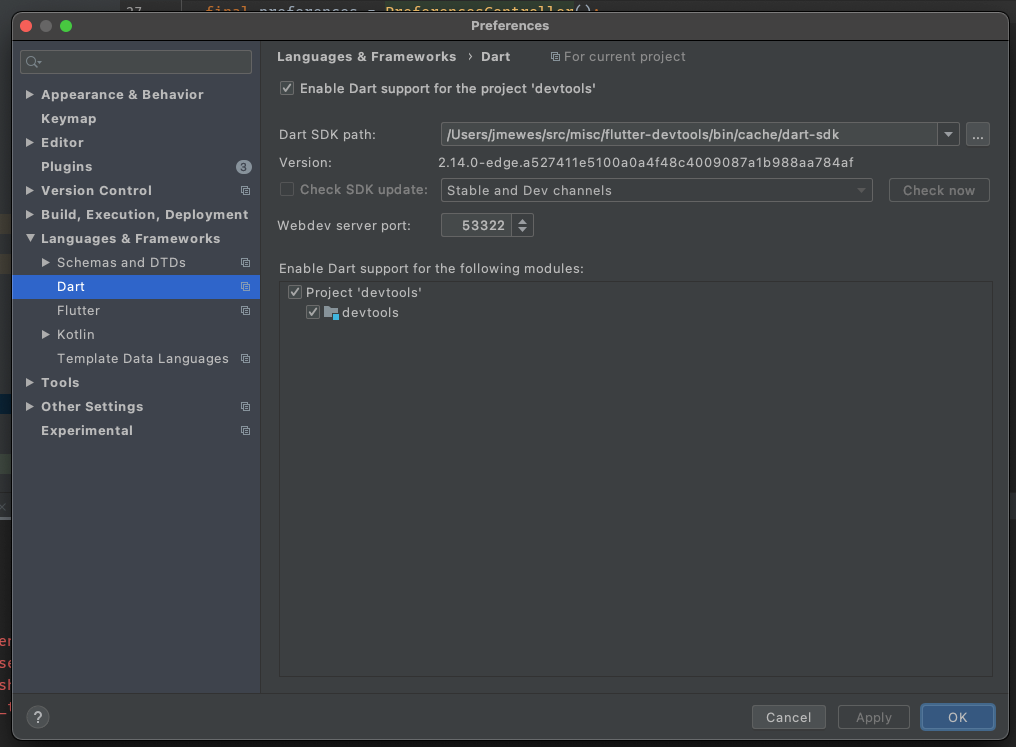 37 final preferences = PreferencesController();
Preferences
Languages & Frameworks › Dart For current project
Enable Dart support for the project 'devtools'
Appearance & Behavior
Keymap
Editor
Plugins 3
Version Control
Build, Execution, Deployment
Languages & Frameworks
Schemas and DTDs
Dart
Flutter
Kotlin
Template Data Languages
Tools
Other Settings
Experimental
Dart SDK path: /Users/jmewes/src/misc/flutter-devtools/bin/cache/dart-sdk ...
Version: 2.14.0-edge.a527411e5100a0a4f48c4009087a1b988aa784af
Check SDK update: Stable and Dev channels Check now
Webdev server port: 53322
Enable Dart support for the following modules:
Project 'devtools'
devtools
? Cancel Apply OK